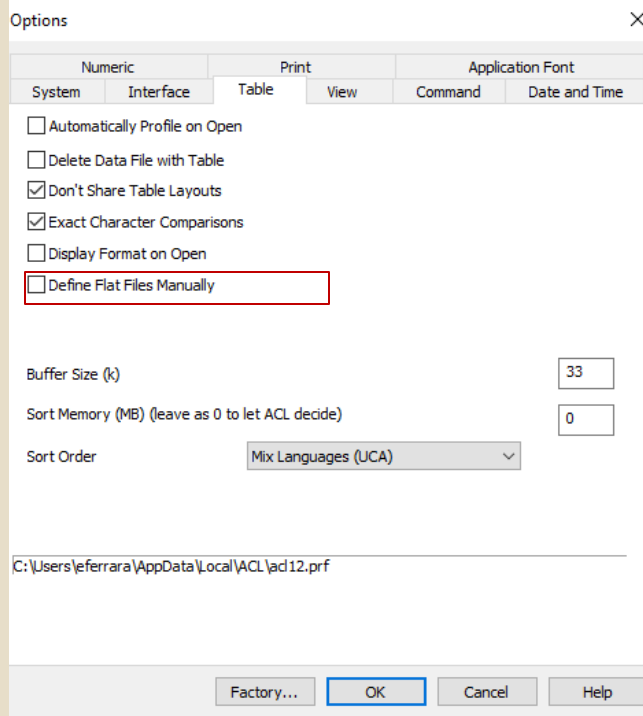 Options
Numeric Print Application Font
System Interface Table View Command Date and Time
Automatically Profile on Open
Delete Data File with Table
Don't Share Table Layouts
Exact Character Comparisons
Display Format on Open
Define Flat Files Manually
Buffer Size (k) 33
Sort Memory (MB) (leave as 0 to let ACL decide) 0
Sort Order Mix Languages (UCA)
C:\Users\eferrara\AppData\Local\ACL\acl12.prf
Factory... OK Cancel Help